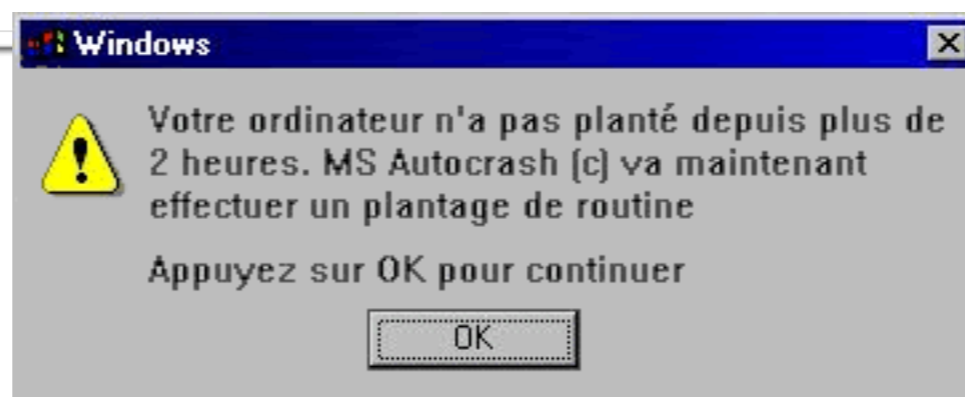 Windows
Votre ordinateur n'a pas planté depuis plus de
2 heures. MS Autocrash (c) va maintenant
effectuer un plantage de routine
Appuyez sur OK pour continuer
OK